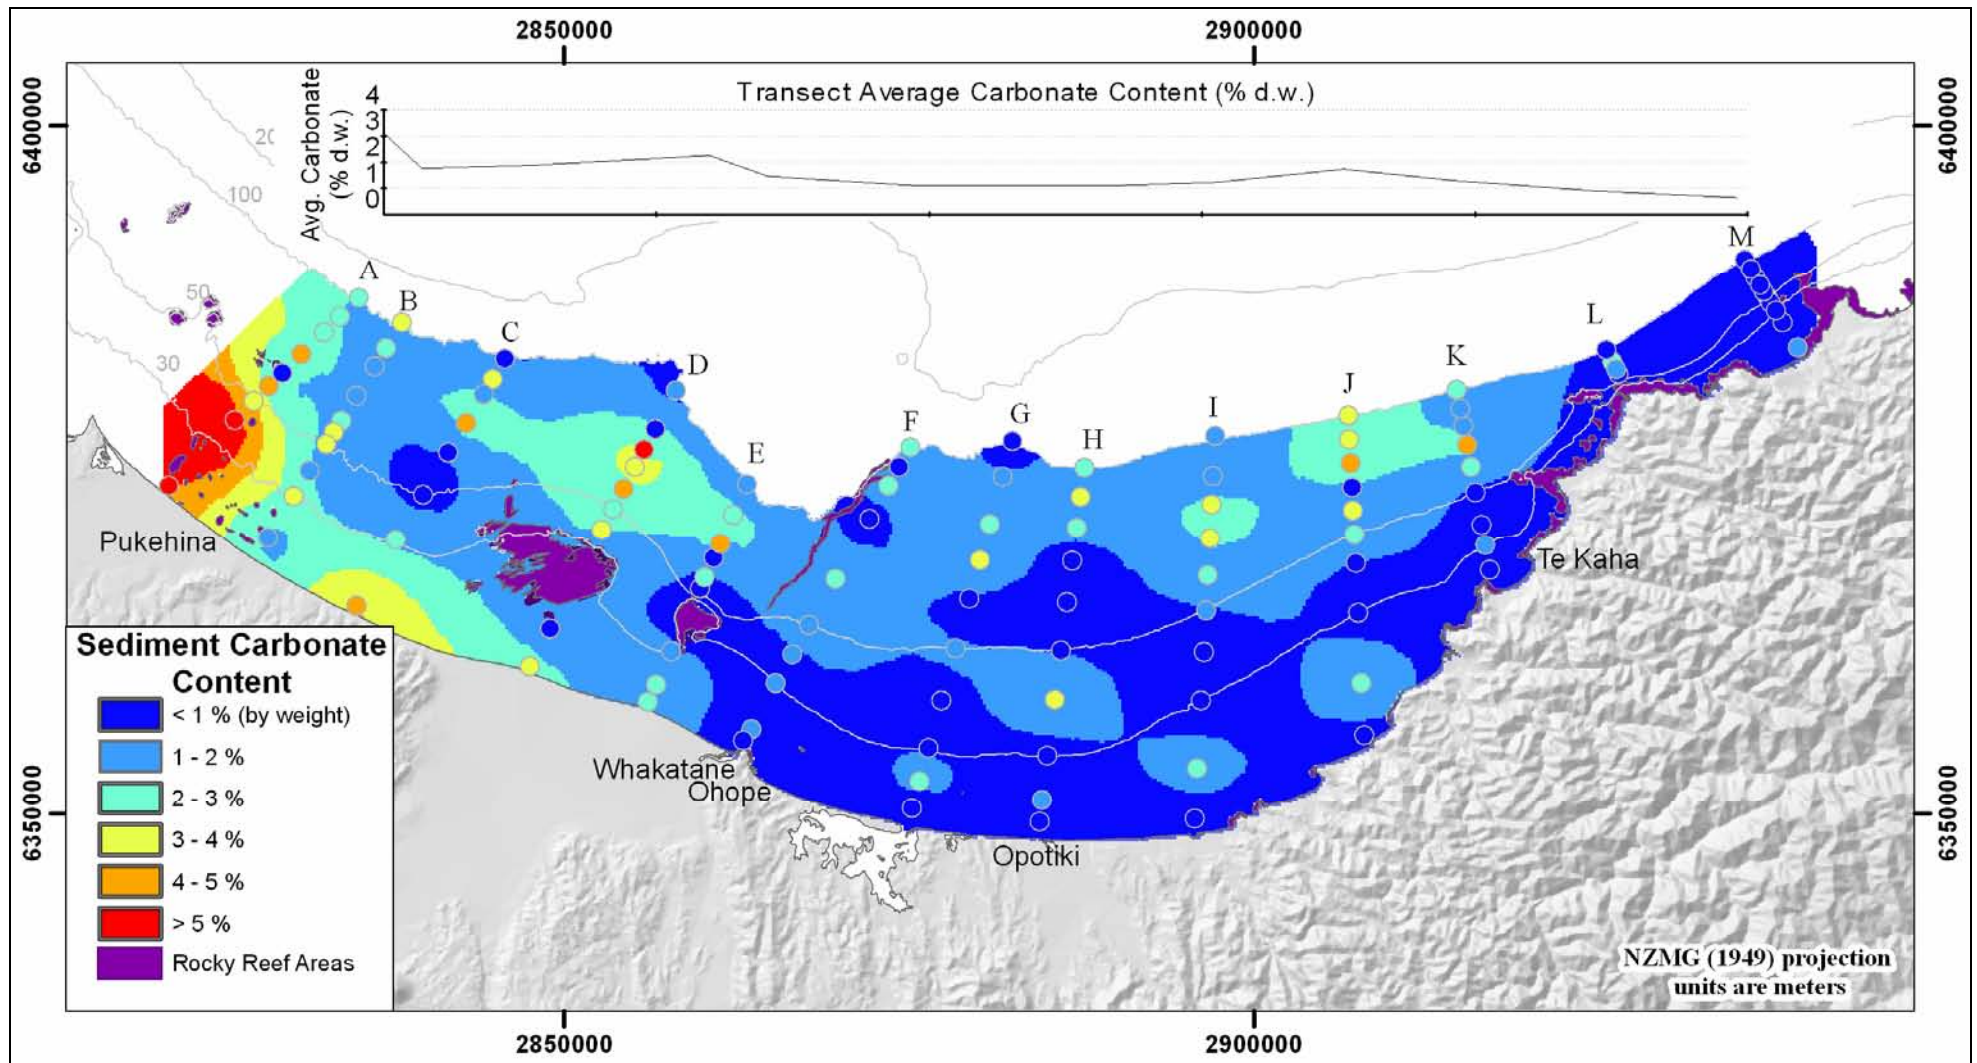 2850000
2900000
6400000
6400000
Transect Average Carbonate Content (% d.w.)
Avg. Carbonate
(% d.w.)
4
3
2
1
0
20
100
50
30
A
B
C
D
E
F
G
H
I
J
K
L
M
Pukehina
Whakatane
Ohope
Opotiki
Te Kaha
Sediment Carbonate
Content
< 1 % (by weight)
1 - 2 %
2 - 3 %
3 - 4 %
4 - 5 %
> 5 %
Rocky Reef Areas
6350000
6350000
NZMG (1949) projection
units are meters
2850000
2900000